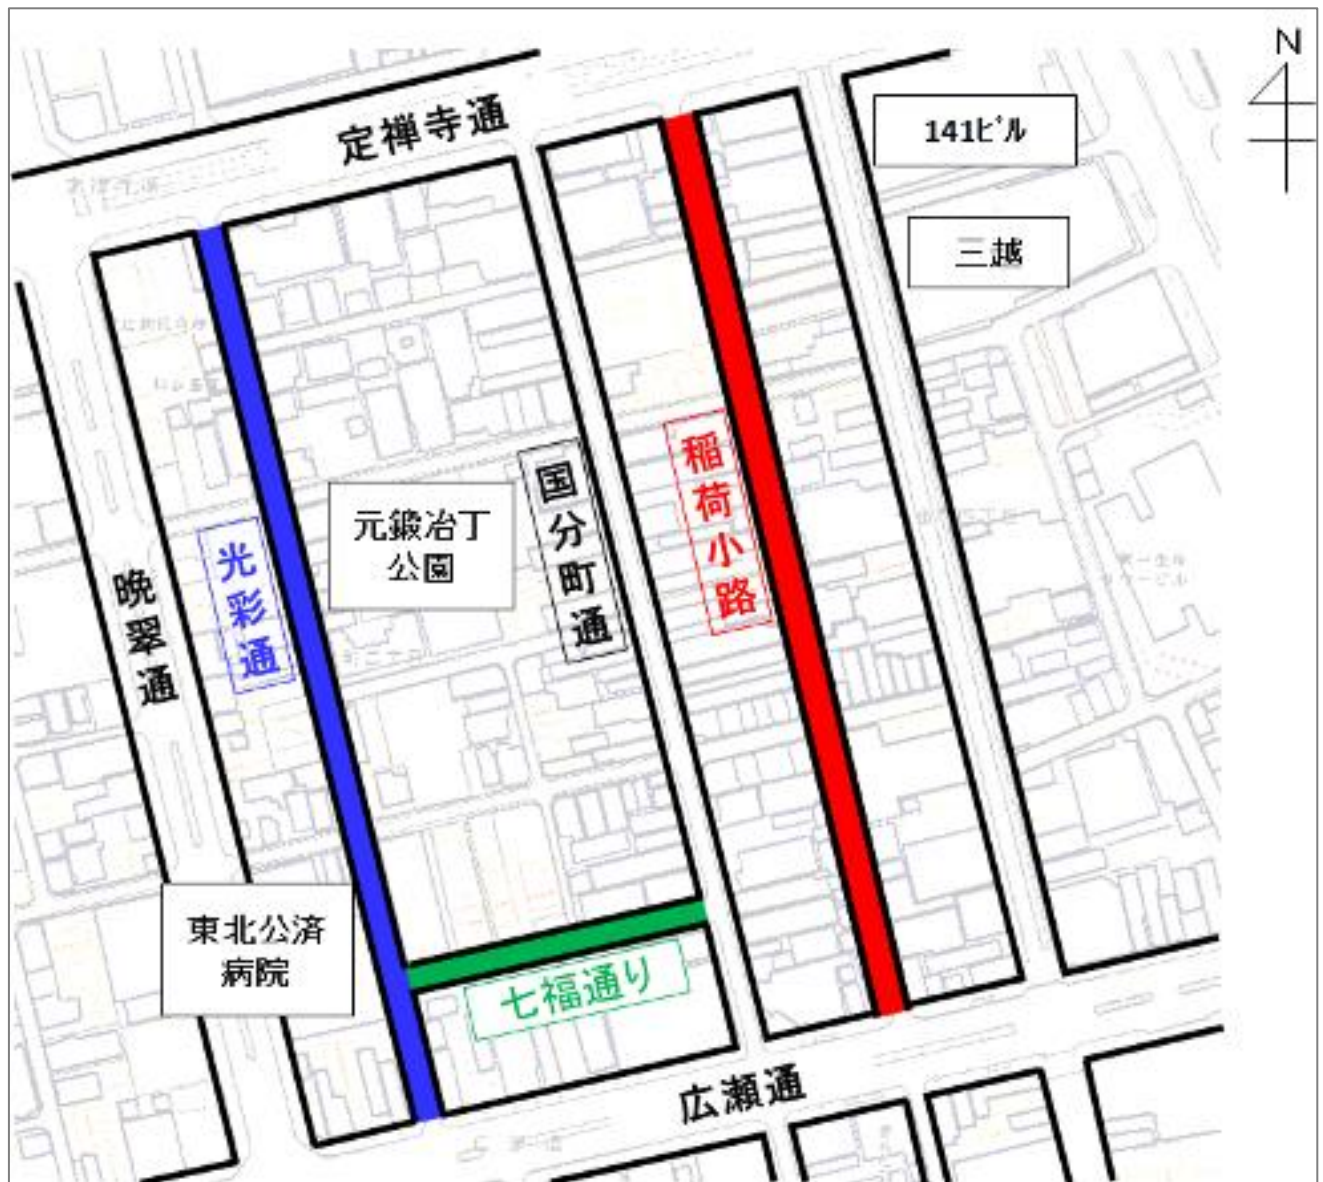 N
定禅寺通
141ビル
三越
国分町通
稲荷小路
元鍛冶丁
公園
光彩通
晩翠通
東北公済
病院
七福通り
広瀬通